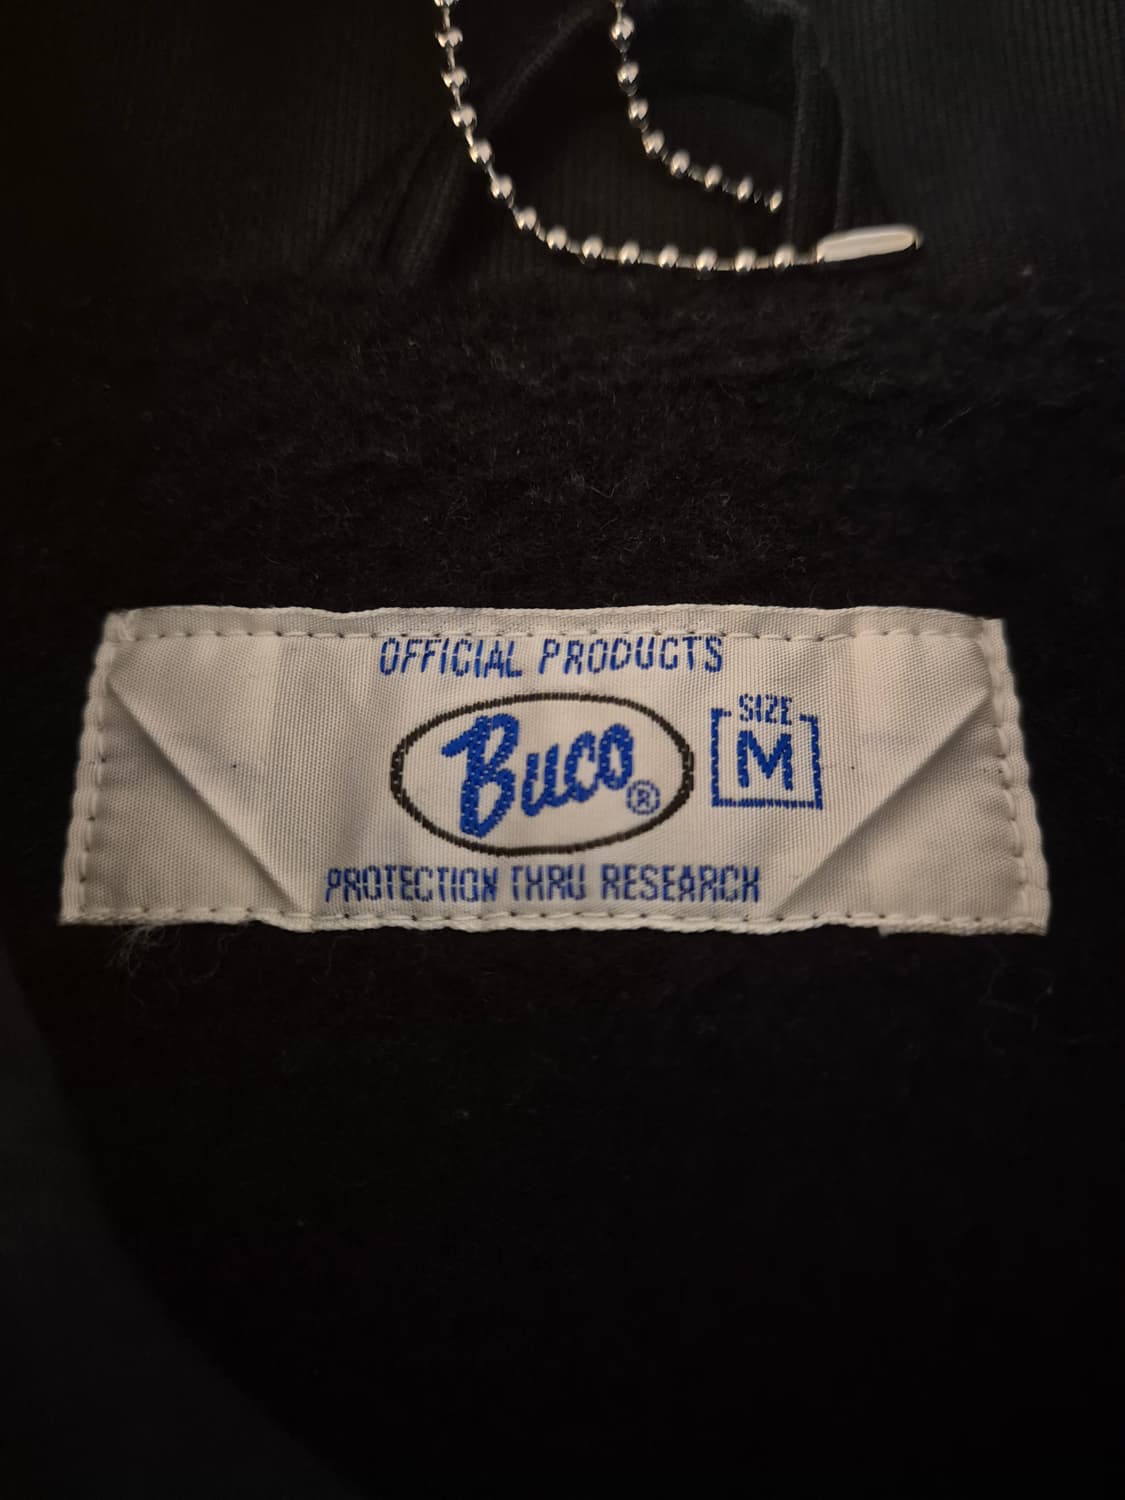 OFFICIAL PRODUCTS
Buco®
SIZE
M
PROTECTION THRU RESEARCH